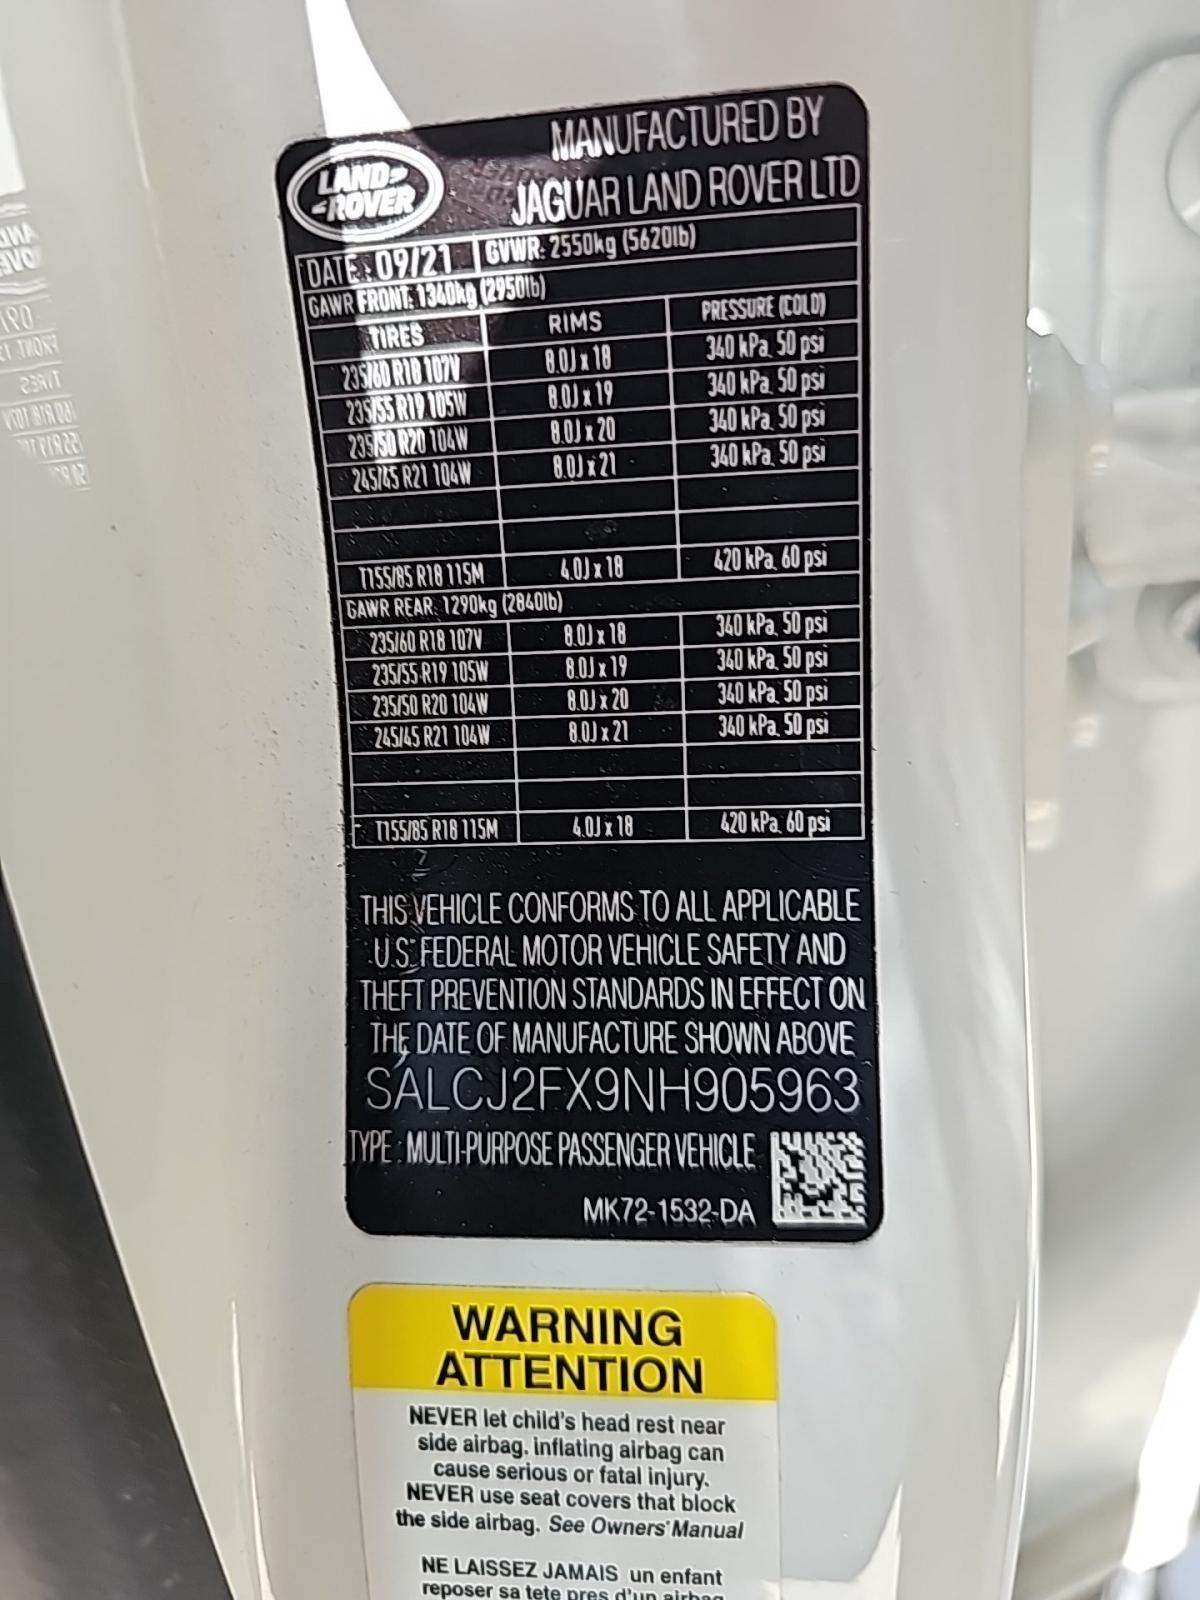 MANUFACTURED BY
LAND ROVER
JAGUAR LAND ROVER LTD
DATE : 09/21 GVWR: 2550kg (5620lb)
GAWR FRONT: 1340kg (2950lb)
TIRES RIMS PRESSURE (COLD)
235/60 R18 107V 8.0J x 18 340 kPa, 50 psi
235/55 R19 105W 8.0J x 19 340 kPa, 50 psi
235/50 R20 104W 8.0J x 20 340 kPa, 50 psi
245/45 R21 104W 8.0J x 21 340 kPa, 50 psi
T155/85 R18 115M 4.0J x 18 420 kPa, 60 psi
GAWR REAR: 1290kg (2840lb)
235/60 R18 107V 8.0J x 18 340 kPa, 50 psi
235/55 R19 105W 8.0J x 19 340 kPa, 50 psi
235/50 R20 104W 8.0J x 20 340 kPa, 50 psi
245/45 R21 104W 8.0J x 21 340 kPa, 50 psi
T155/85 R18 115M 4.0J x 18 420 kPa, 60 psi
THIS VEHICLE CONFORMS TO ALL APPLICABLE
U.S. FEDERAL MOTOR VEHICLE SAFETY AND
THEFT PREVENTION STANDARDS IN EFFECT ON
THE DATE OF MANUFACTURE SHOWN ABOVE
SALCJ2FX9NH905963
TYPE : MULTI-PURPOSE PASSENGER VEHICLE
MK72-1532-DA
WARNING
ATTENTION
NEVER let child's head rest near
side airbag. Inflating airbag can
cause serious or fatal injury.
NEVER use seat covers that block
the side airbag. See Owners' Manual
NE LAISSEZ JAMAIS un enfant
reposer sa tete pres d'un airbag